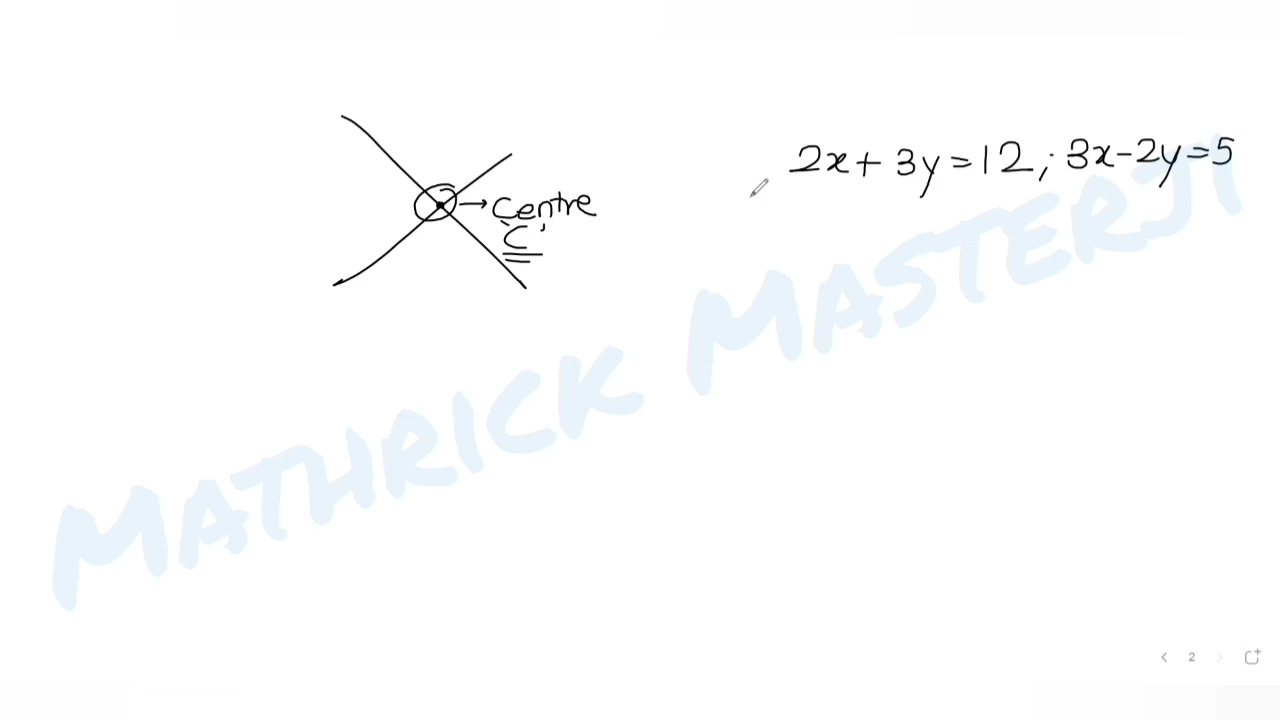 2x + 3y = 12 ; 3x - 2y = 5
Centre
'C'
MATHRICK MASTERJI
2